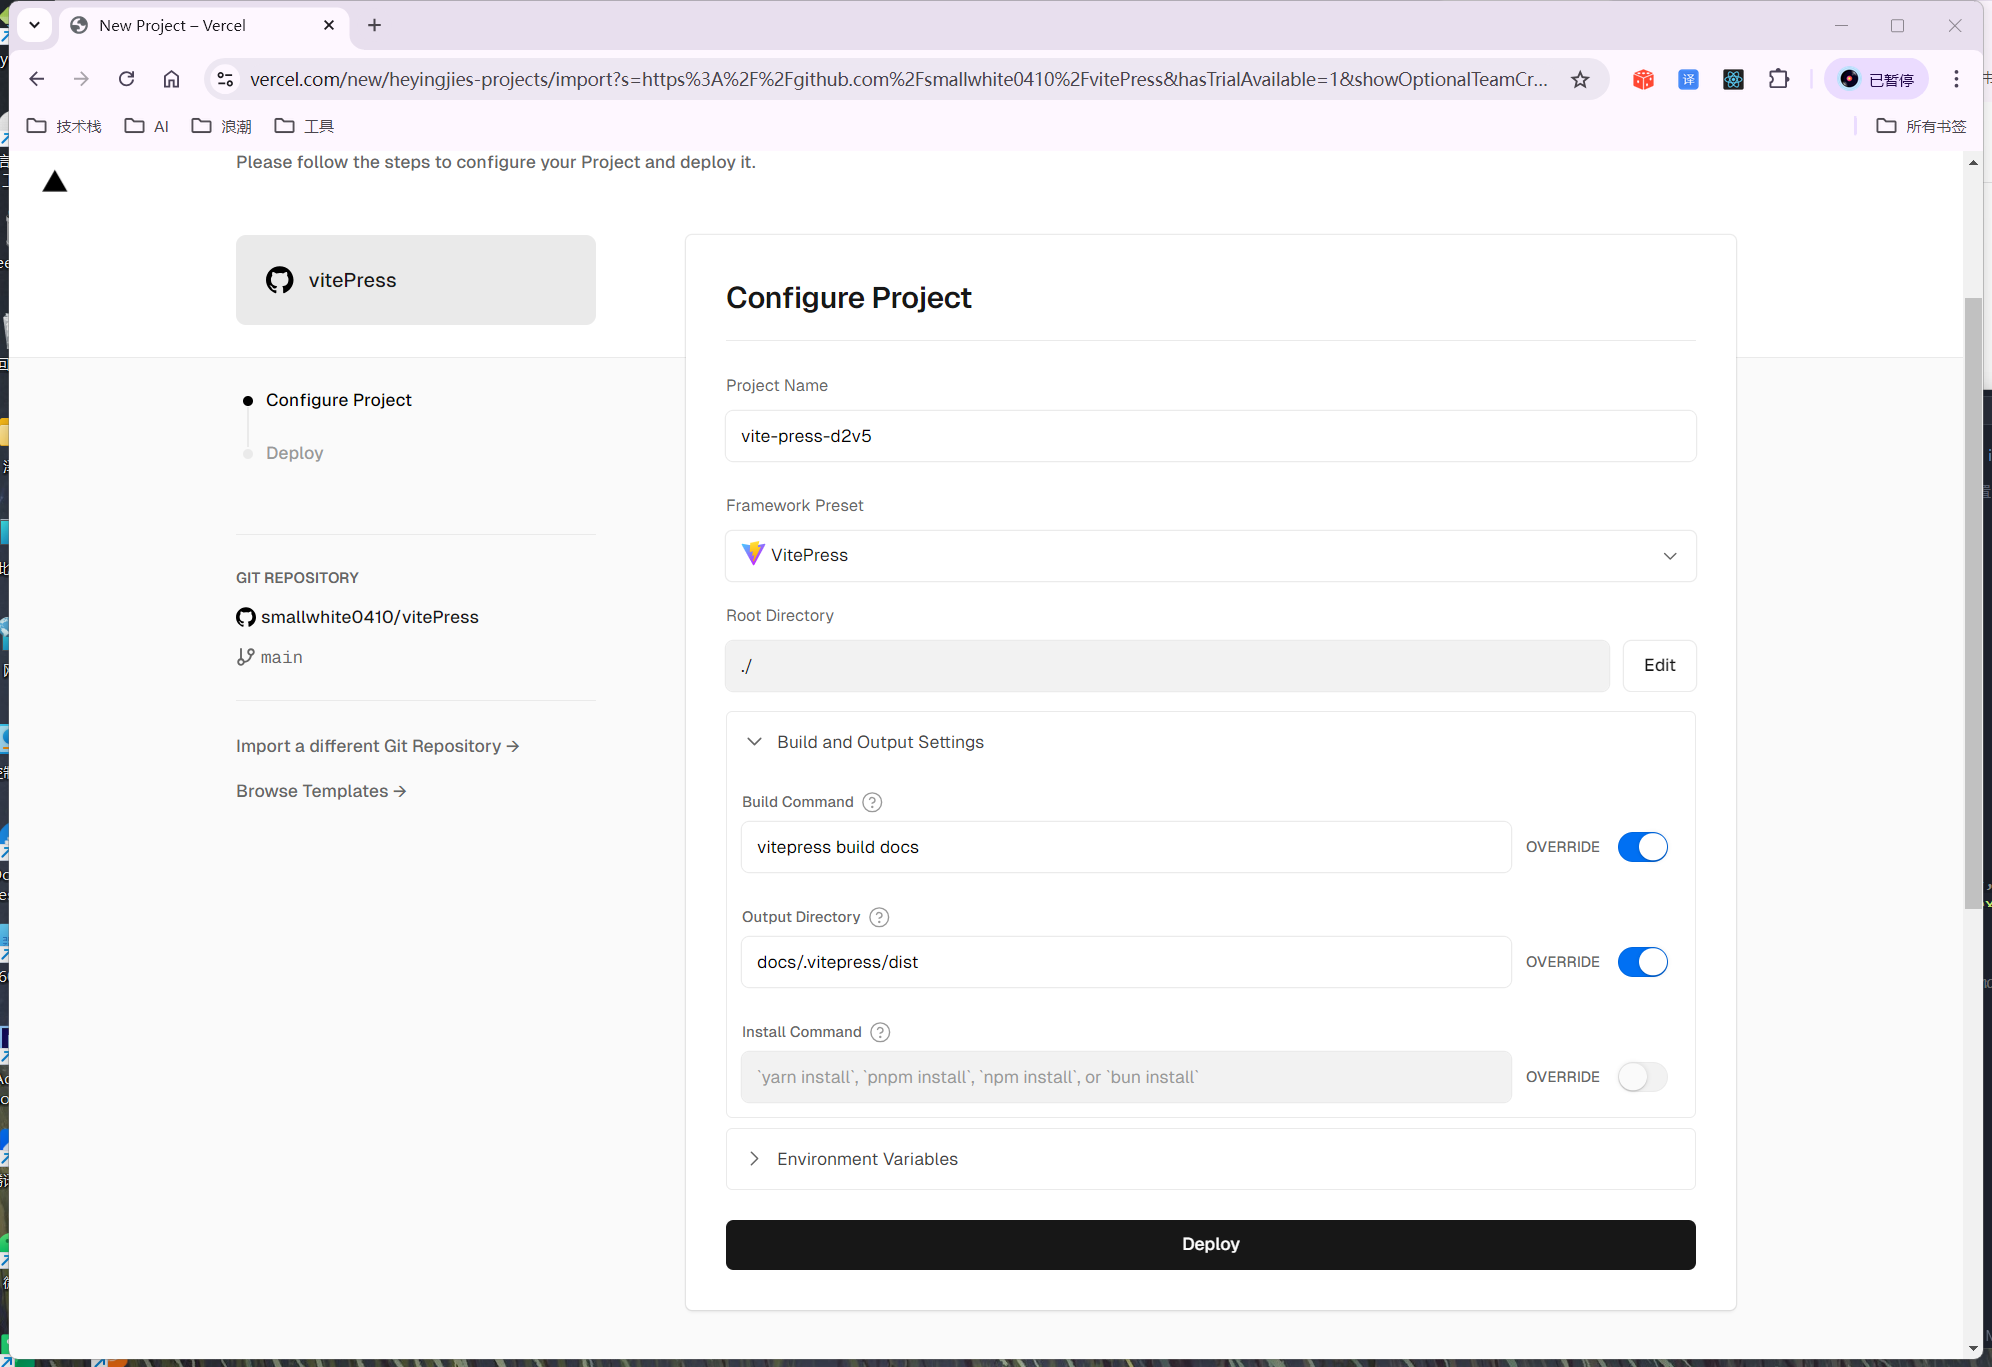 New Project – Vercel
vercel.com/new/heyingjies-projects/import?s=https%3A%2F%2Fgithub.com%2Fsmallwhite0410%2FvitePress&hasTrialAvailable=1&showOptionalTeamCr...
译
已暂停
技术栈
AI
浪潮
工具
所有书签
Please follow the steps to configure your Project and deploy it.
vitePress
Configure Project
Deploy
GIT REPOSITORY
smallwhite0410/vitePress
main
Import a different Git Repository →
Browse Templates →
Configure Project
Project Name
vite-press-d2v5
Framework Preset
VitePress
Root Directory
./
Edit
Build and Output Settings
Build Command
vitepress build docs
OVERRIDE
Output Directory
docs/.vitepress/dist
OVERRIDE
Install Command
`yarn install`, `pnpm install`, `npm install`, or `bun install`
OVERRIDE
Environment Variables
Deploy